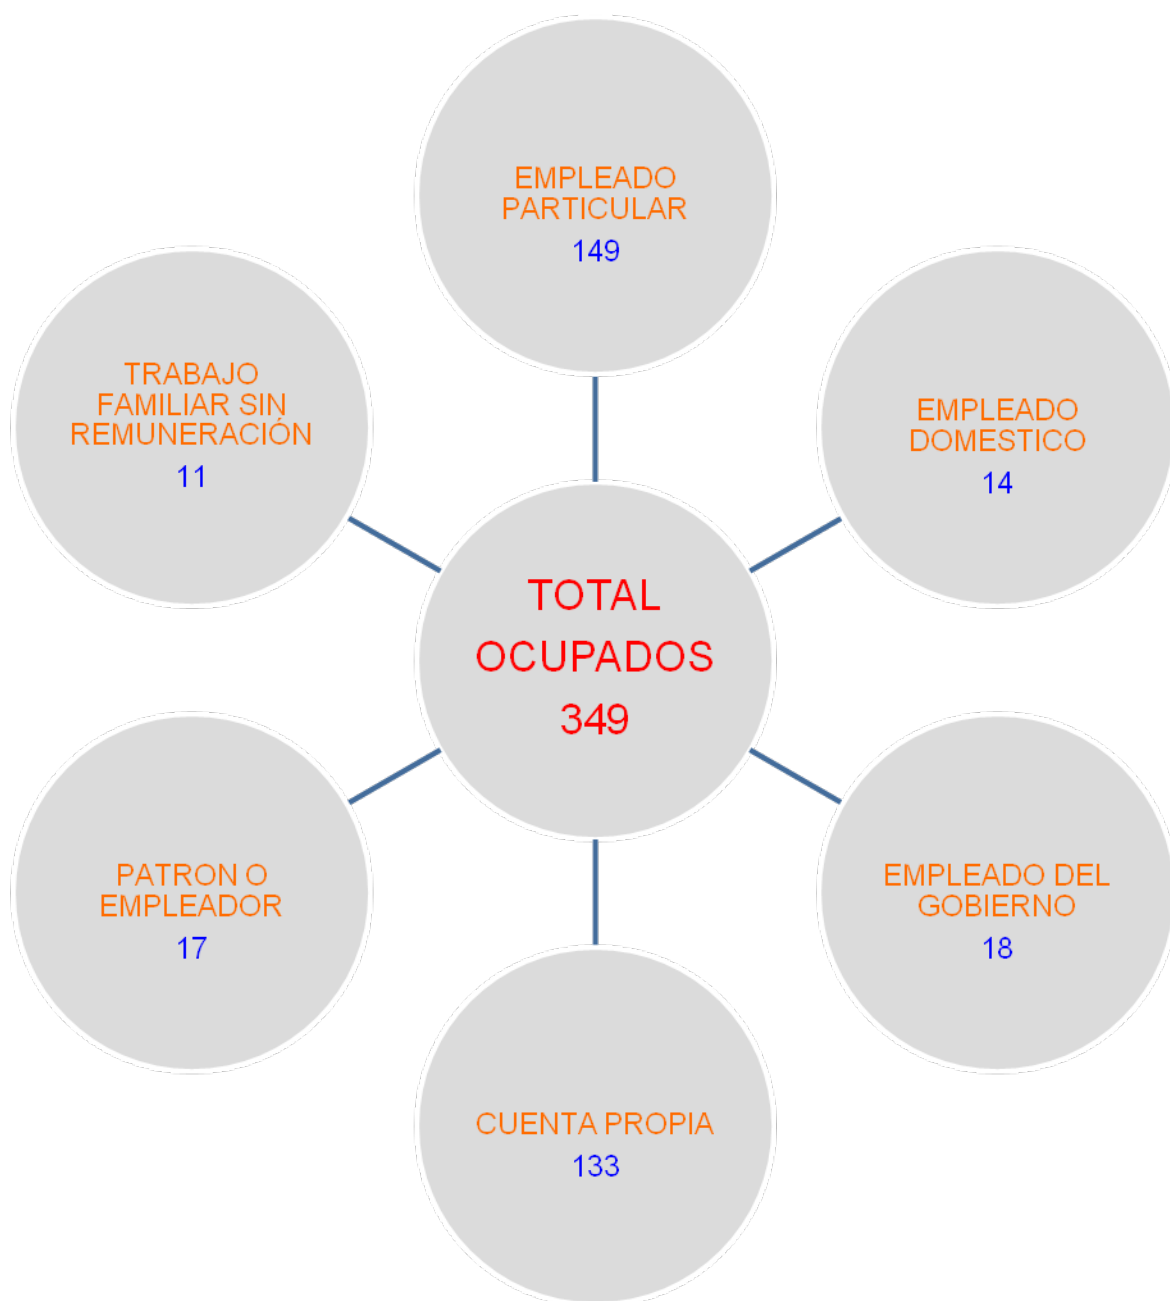 EMPLEADO
PARTICULAR
149
TRABAJO
FAMILIAR SIN
REMUNERACIÓN
11
EMPLEADO
DOMESTICO
14
TOTAL
OCUPADOS
349
PATRON O
EMPLEADOR
17
EMPLEADO DEL
GOBIERNO
18
CUENTA PROPIA
133